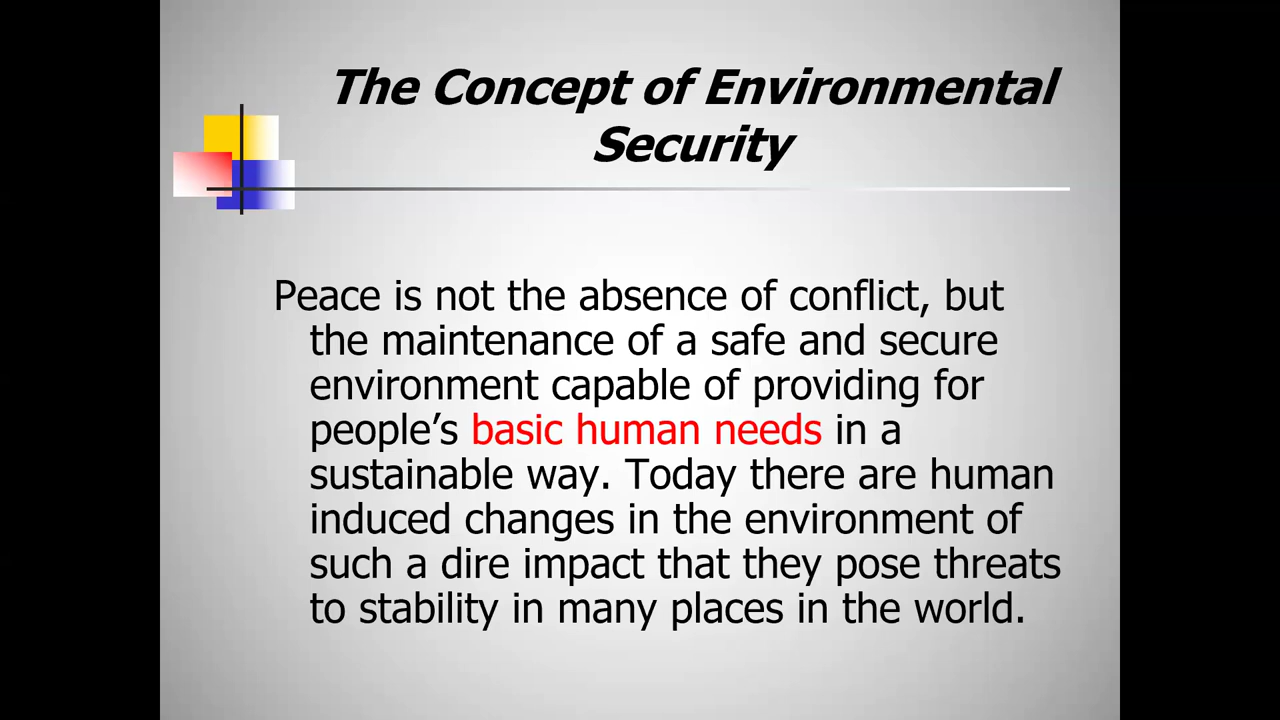 The Concept of Environmental
Security
Peace is not the absence of conflict, but
the maintenance of a safe and secure
environment capable of providing for
people’s basic human needs in a
sustainable way. Today there are human
induced changes in the environment of
such a dire impact that they pose threats
to stability in many places in the world.